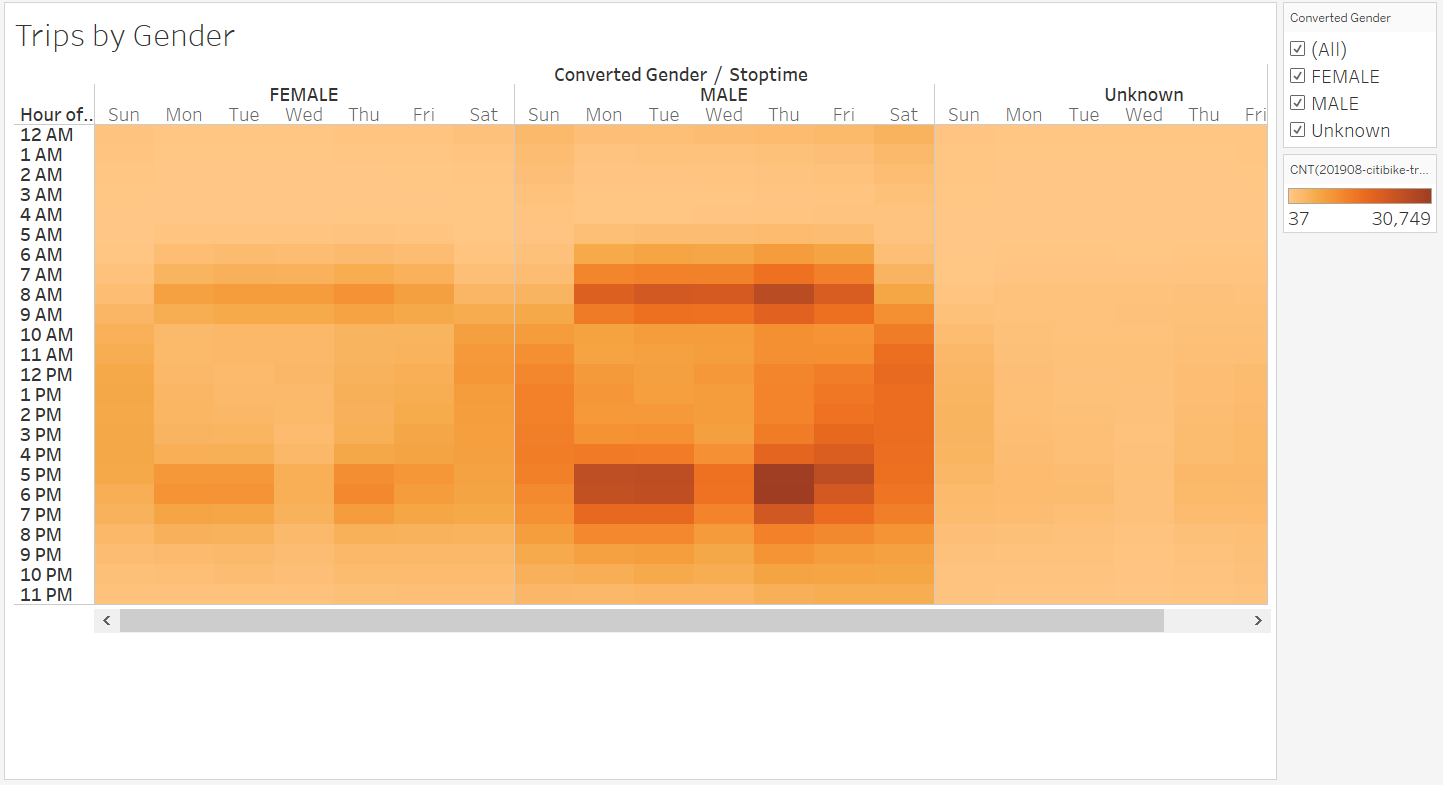 Trips by Gender
Converted Gender / Stoptime
FEMALE MALE Unknown
Hour of.. Sun Mon Tue Wed Thu Fri Sat Sun Mon Tue Wed Thu Fri Sat Sun Mon Tue Wed Thu Fri
12 AM
1 AM
2 AM
3 AM
4 AM
5 AM
6 AM
7 AM
8 AM
9 AM
10 AM
11 AM
12 PM
1 PM
2 PM
3 PM
4 PM
5 PM
6 PM
7 PM
8 PM
9 PM
10 PM
11 PM
Converted Gender
(All)
FEMALE
MALE
Unknown
CNT(201908-citibike-tr...
37 30,749